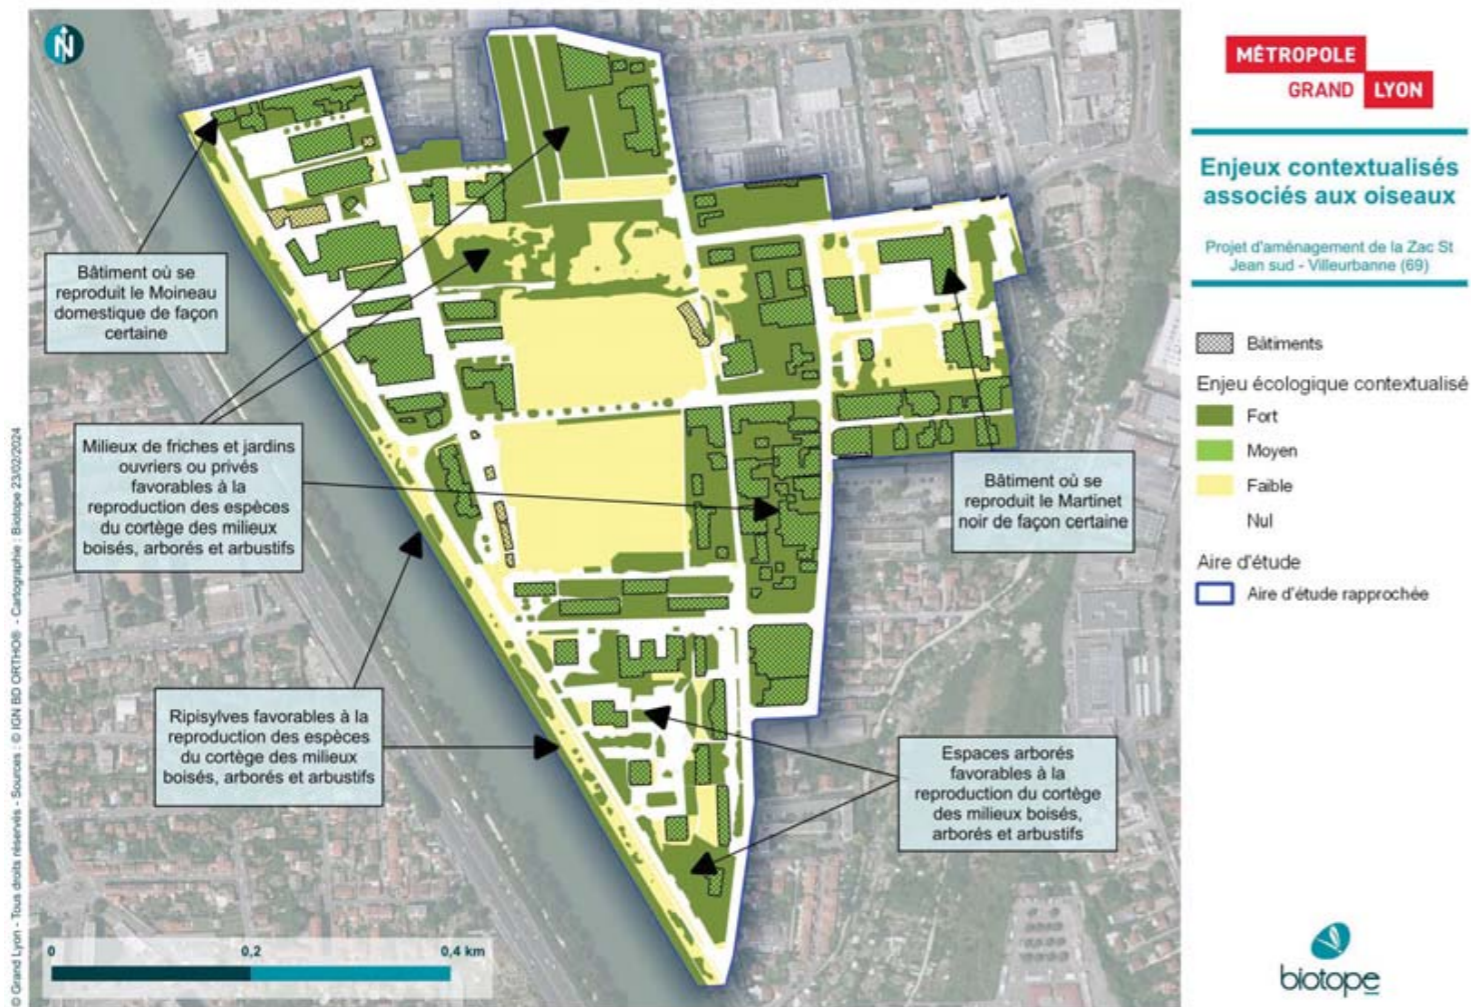 N
Bâtiment où se
reproduit le Moineau
domestique de façon
certaine
Milieux de friches et jardins
ouvriers ou privés
favorables à la
reproduction des espèces
du cortège des milieux
boisés, arborés et arbustifs
Ripisylves favorables à la
reproduction des espèces
du cortège des milieux
boisés, arborés et arbustifs
Bâtiment où se
reproduit le Martinet
noir de façon certaine
Espaces arborés
favorables à la
reproduction du cortège
des milieux boisés,
arborés et arbustifs
0 0,2 0,4 km
© Grand Lyon - Tous droits réservés - Sources : © IGN BD ORTHO® - Cartographie : Biotope 23/02/2024
MÉTROPOLE
GRAND LYON
Enjeux contextualisés
associés aux oiseaux
Projet d'aménagement de la Zac St
Jean sud - Villeurbanne (69)
Bâtiments
Enjeu écologique contextualisé
Fort
Moyen
Faible
Nul
Aire d'étude
Aire d'étude rapprochée
biotope